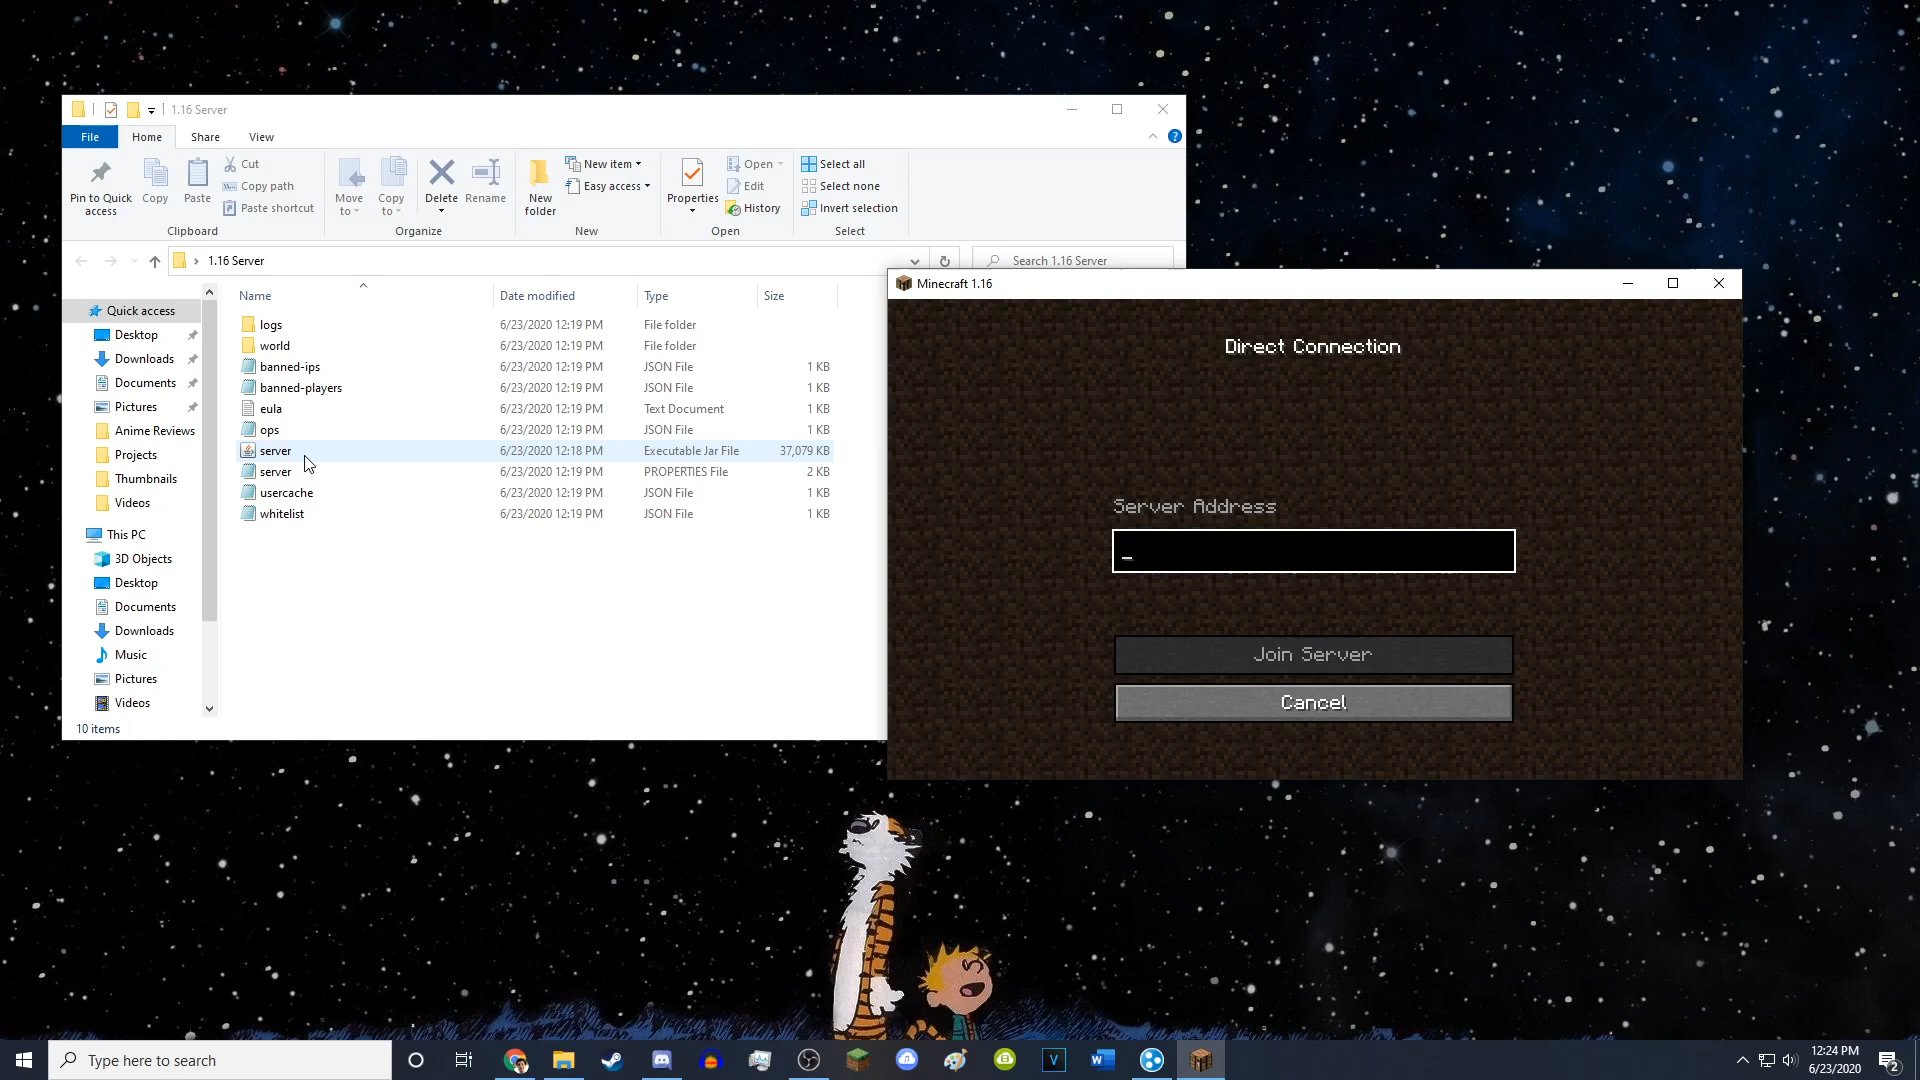 1.16 Server
File
Home
Share
View
Pin to Quick access
Copy
Paste
Cut
Copy path
Paste shortcut
Clipboard
Move to
Copy to
Delete
Rename
Organize
New folder
New item
Easy access
New
Properties
Open
Edit
History
Open
Select all
Select none
Invert selection
Select
1.16 Server
Search 1.16 Server
Quick access
Desktop
Downloads
Documents
Pictures
Anime Reviews
Projects
Thumbnails
Videos
This PC
3D Objects
Desktop
Documents
Downloads
Music
Pictures
Videos
10 items
Name Date modified Type Size
logs 6/23/2020 12:19 PM File folder
world 6/23/2020 12:19 PM File folder
banned-ips 6/23/2020 12:19 PM JSON File 1 KB
banned-players 6/23/2020 12:19 PM JSON File 1 KB
eula 6/23/2020 12:19 PM Text Document 1 KB
ops 6/23/2020 12:19 PM JSON File 1 KB
server 6/23/2020 12:18 PM Executable Jar File 37,079 KB
server 6/23/2020 12:19 PM PROPERTIES File 2 KB
usercache 6/23/2020 12:19 PM JSON File 1 KB
whitelist 6/23/2020 12:19 PM JSON File 1 KB
Minecraft 1.16
Direct Connection
Server Address
_
Join Server
Cancel
Type here to search
12:24 PM
6/23/2020
2